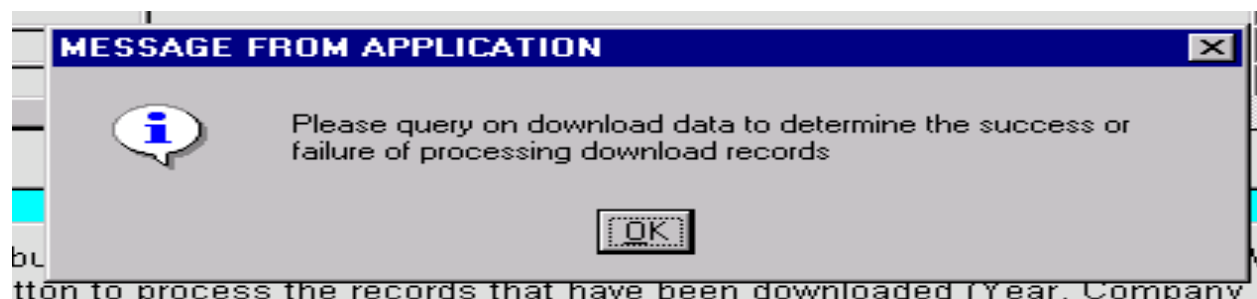 MESSAGE FROM APPLICATION
Please query on download data to determine the success or
failure of processing download records
OK
to process the records that have been downloaded (Year, Company